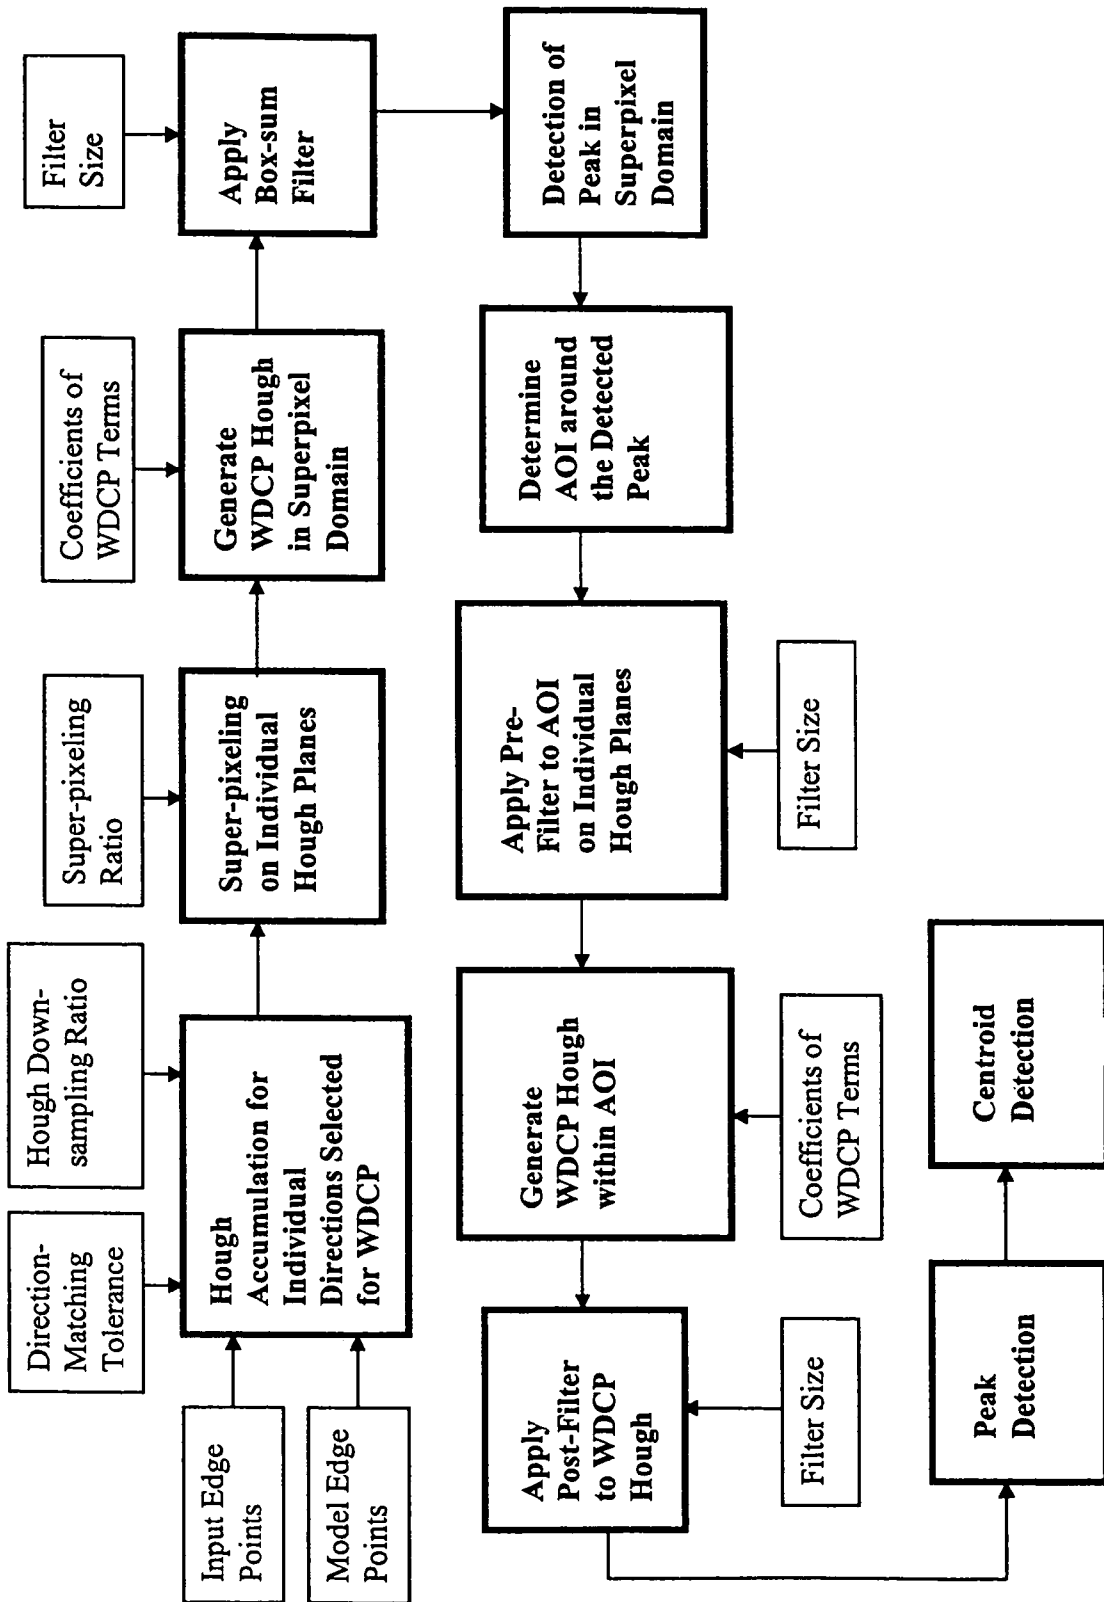 Direction-
Matching
Tolerance
Hough Down-
sampling Ratio
Super-pixeling
Ratio
Coefficients of
WDCP Terms
Filter
Size
Input Edge
Points
Model Edge
Points
Hough
Accumulation for
Individual
Directions Selected
for WDCP
Super-pixeling
on Individual
Hough Planes
Generate
WDCP Hough
in Superpixel
Domain
Apply
Box-sum
Filter
Detection of
Peak in
Superpixel
Domain
Determine
AOI around
the Detected
Peak
Apply Pre-
Filter to AOI
on Individual
Hough Planes
Filter Size
Generate
WDCP Hough
within AOI
Coefficients of
WDCP Terms
Apply
Post-Filter
to WDCP
Hough
Filter Size
Peak
Detection
Centroid
Detection